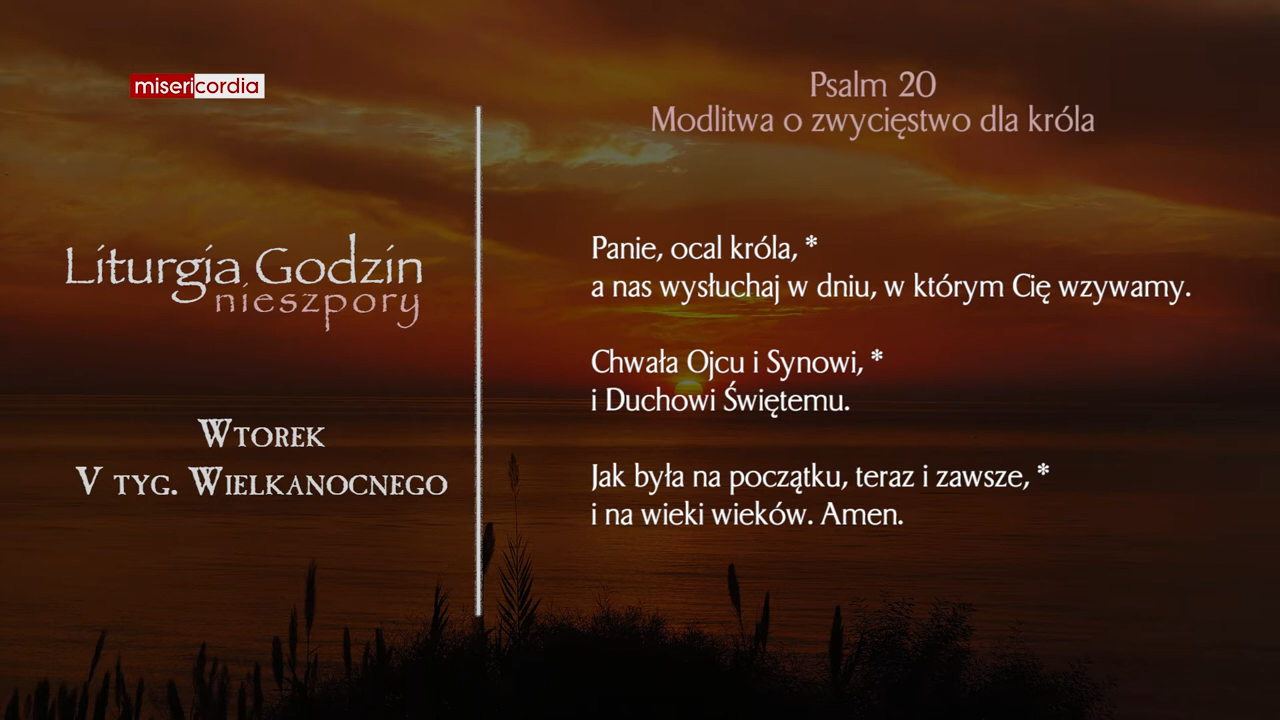 misericordia
Liturgia Godzin
nieszpory
Wtorek
V tyg. Wielkanocnego
Psalm 20
Modlitwa o zwycięstwo dla króla
Panie, ocal króla, *
a nas wysłuchaj w dniu, w którym Cię wzywamy.
Chwała Ojcu i Synowi, *
i Duchowi Świętemu.
Jak była na początku, teraz i zawsze, *
i na wieki wieków. Amen.